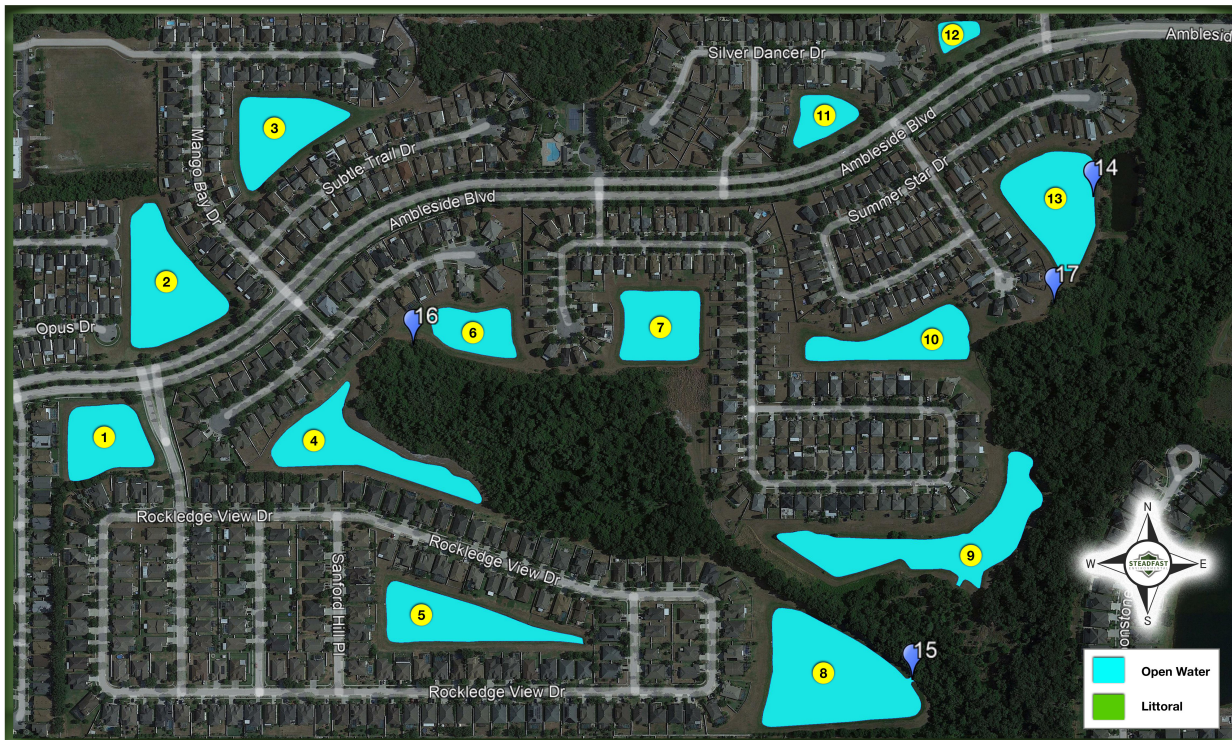 12
Ambleside
Silver Dancer Dr
11
3
Mango Bay Dr
Subtle Trail Dr
Ambleside Blvd
Ambleside Blvd
Summer Star Dr
14
13
2
17
16
Opus Dr
6
7
10
1
4
Rockledge View Dr
Rockledge View Dr
Sanford Hill Pl
5
9
N
W
STEADFAST
E
S
onstone
8
15
Rockledge View Dr
Open Water
Littoral